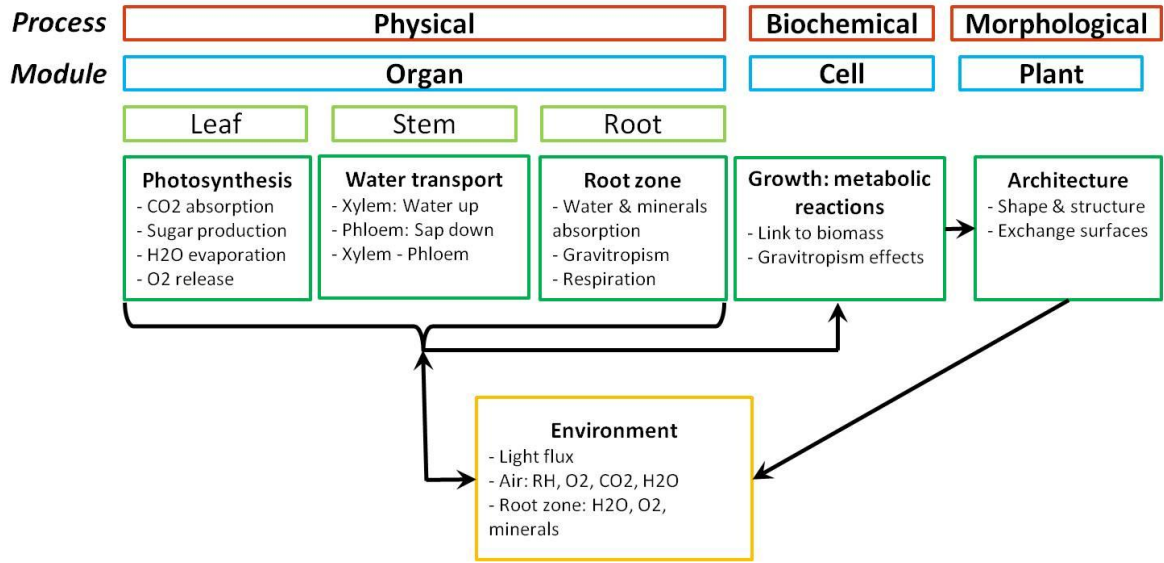 Process Physical Biochemical Morphological
Module Organ Cell Plant
Leaf Stem Root
Photosynthesis
- CO2 absorption
- Sugar production
- H2O evaporation
- O2 release
Water transport
- Xylem: Water up
- Phloem: Sap down
- Xylem - Phloem
Root zone
- Water & minerals
absorption
- Gravitropism
- Respiration
Growth: metabolic
reactions
- Link to biomass
- Gravitropism effects
Architecture
- Shape & structure
- Exchange surfaces
Environment
- Light flux
- Air: RH, O2, CO2, H2O
- Root zone: H2O, O2,
minerals